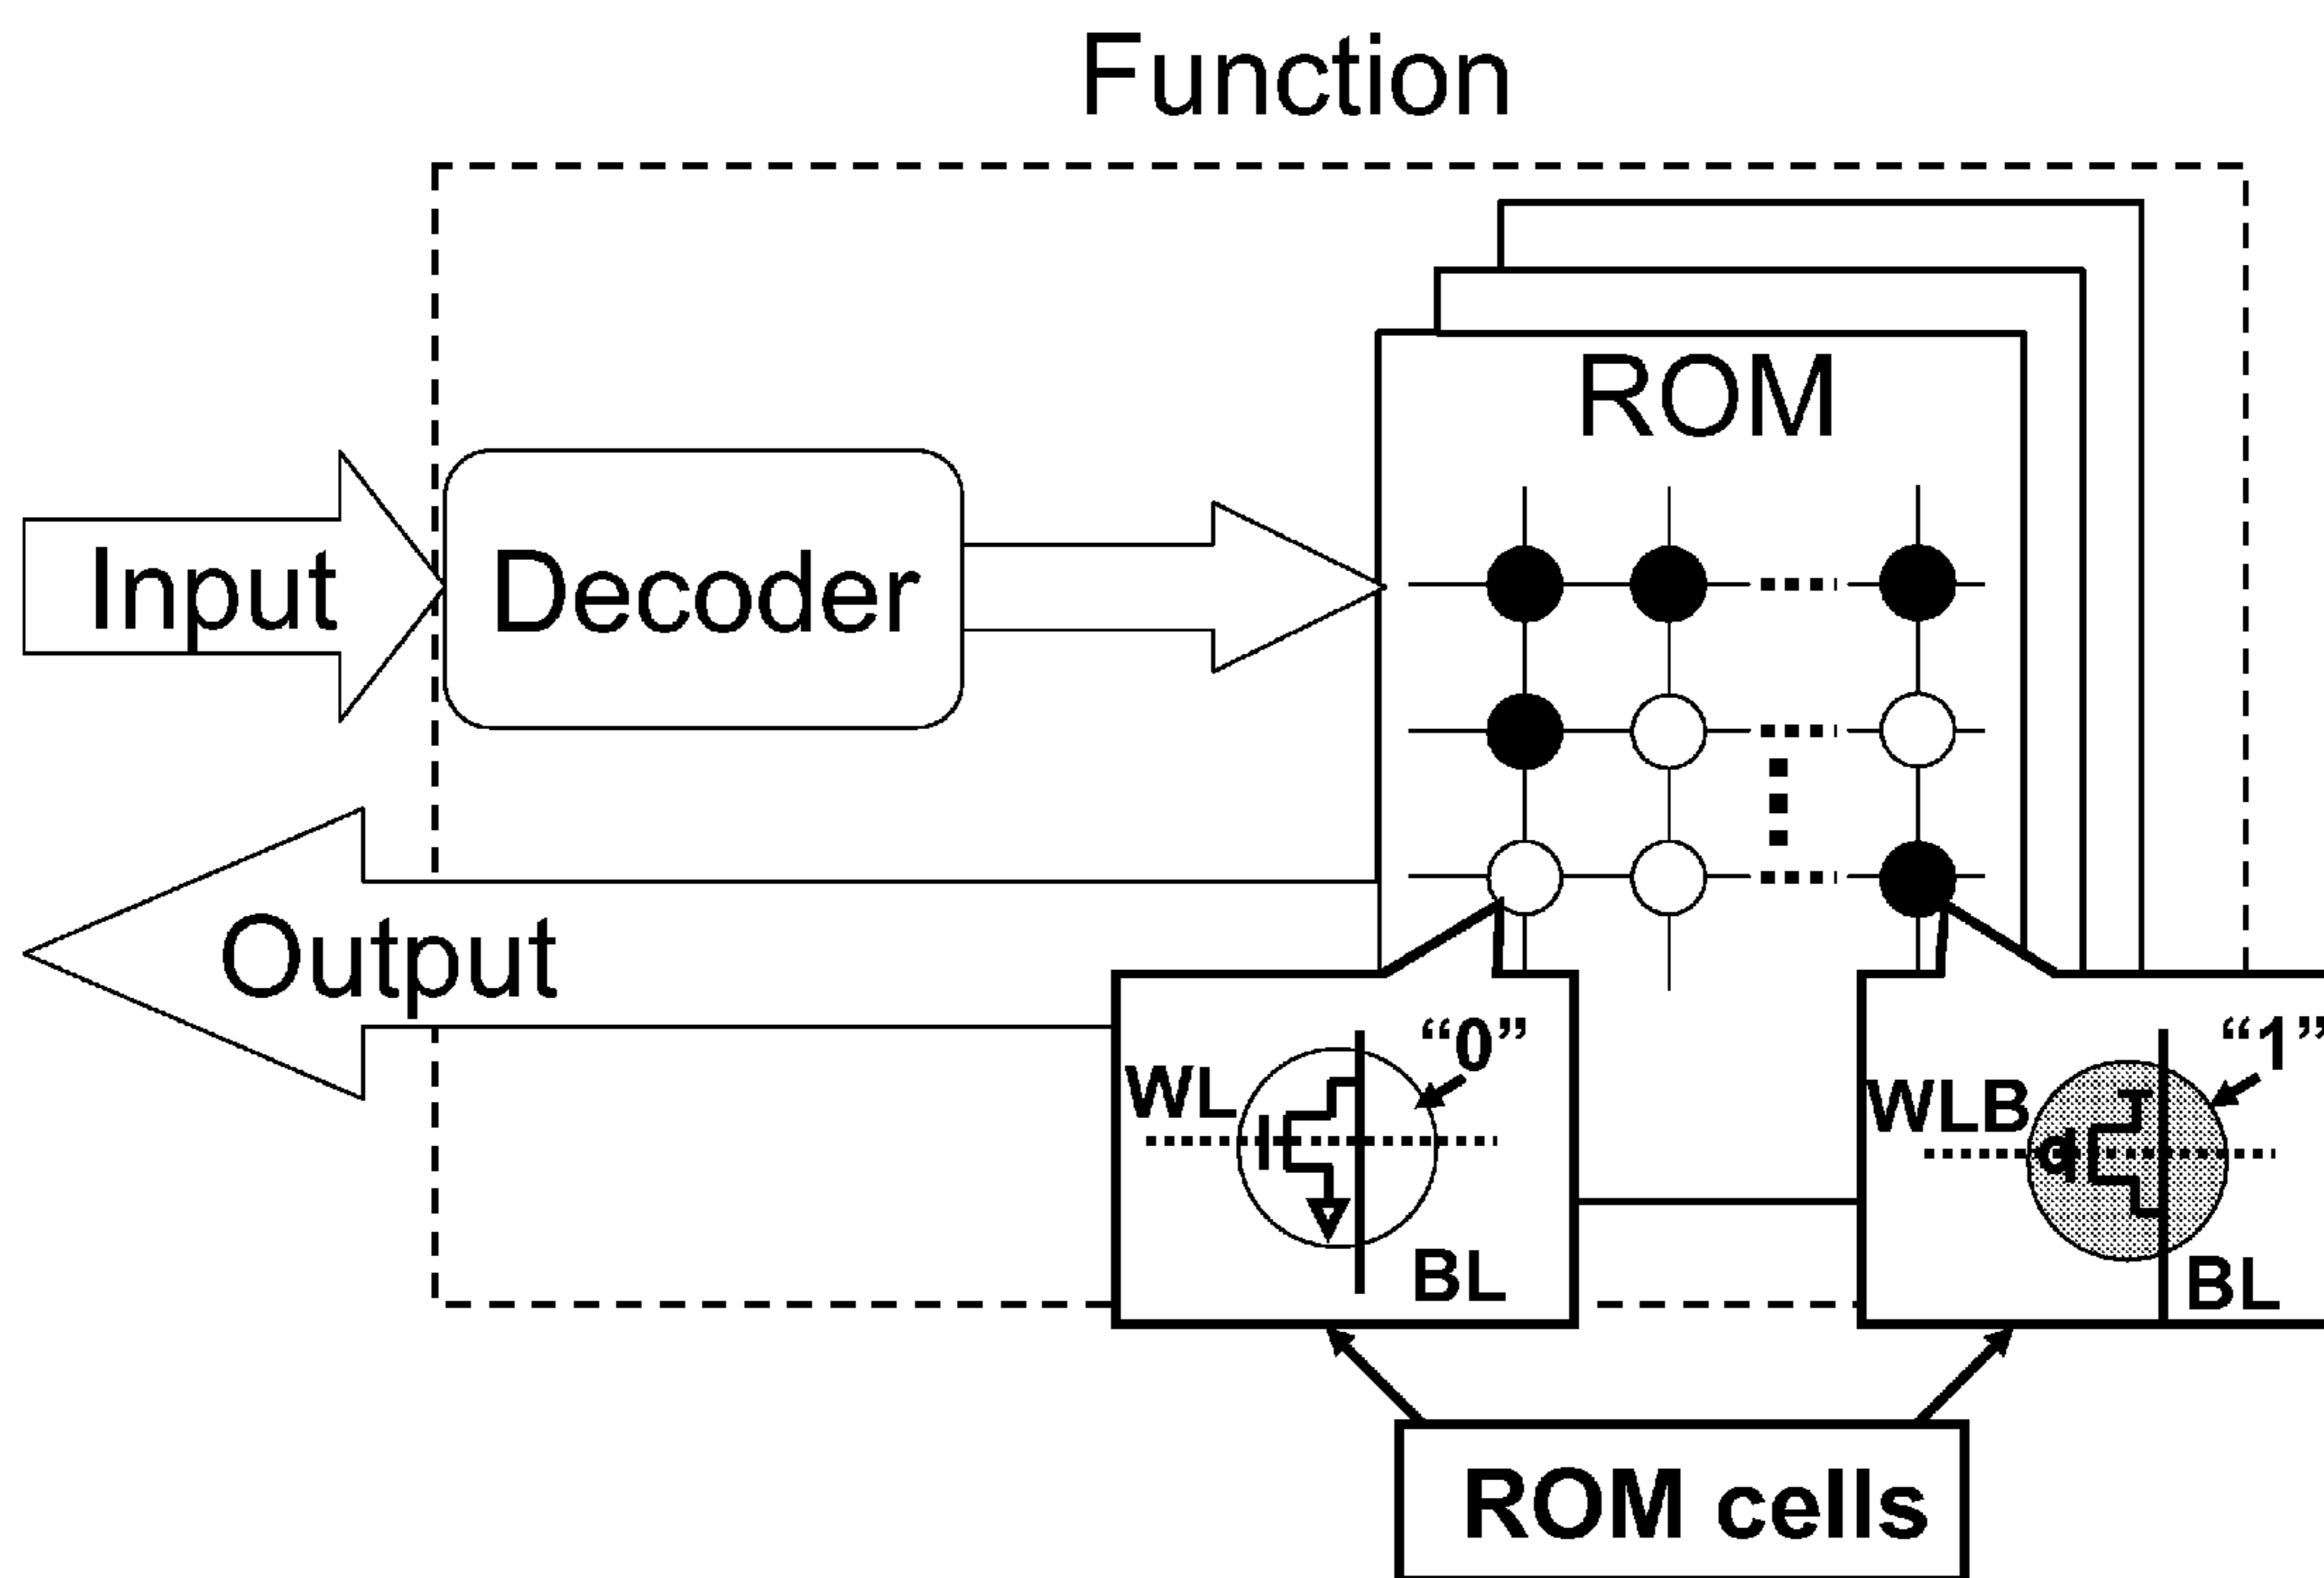 Function
ROM
Input
Decoder
Output
WL
“0”
BL
WLB
“1”
BL
ROM cells